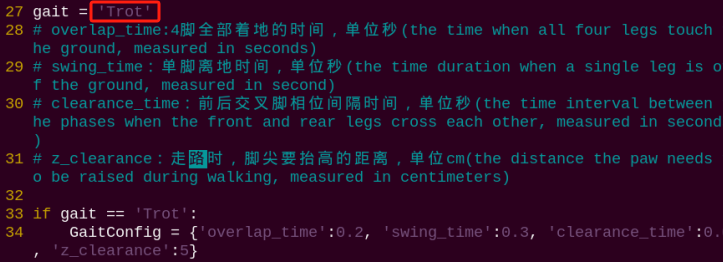 27 gait = 'Trot'
28 # overlap_time:4脚全部着地的时间，单位秒(the time when all four legs touch
he ground, measured in seconds)
29 # swing_time：单脚离地时间，单位秒(the time duration when a single leg is o
f the ground, measured in second)
30 # clearance_time：前后交叉脚相位间隔时间，单位秒(the time interval between
he phases when the front and rear legs cross each other, measured in second
)
31 # z_clearance：走路时，脚尖要抬高的距离，单位cm(the distance the paw needs
o be raised during walking, measured in centimeters)
32
33 if gait == 'Trot':
34 GaitConfig = {'overlap_time':0.2, 'swing_time':0.3, 'clearance_time':0.
, 'z_clearance':5}